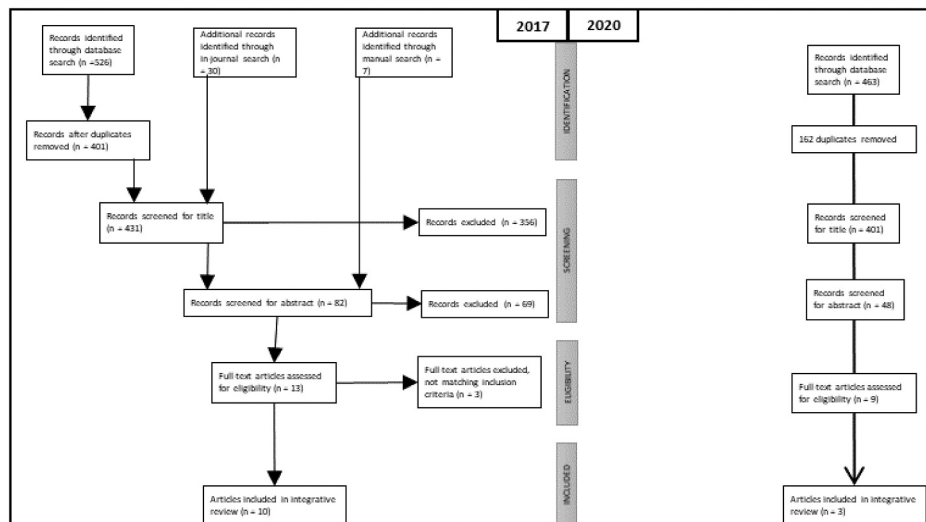 2017 2020
Records identified
through database
search (n =526)
Additional records
identified through
in journal search (n
= 30)
Additional records
identified through
manual search (n =
7)
IDENTIFICATION
Records identified
through database
search (n = 463)
Records after duplicates
removed (n = 401)
162 duplicates removed
Records screened for title
(n = 431)
Records excluded (n = 356)
SCREENING
Records screened
for title (n = 401)
Records screened for abstract (n = 82)
Records excluded (n = 69)
Records screened for
abstract (n = 48)
Full-text articles assessed
for eligibility (n = 13)
Full-text articles excluded,
not matching inclusion
criteria (n = 3)
ELIGIBILITY
Full-text articles assessed
for eligibility (n = 9)
Articles included in integrative
review (n = 10)
INCLUDED
Articles included in integrative
review (n = 3)